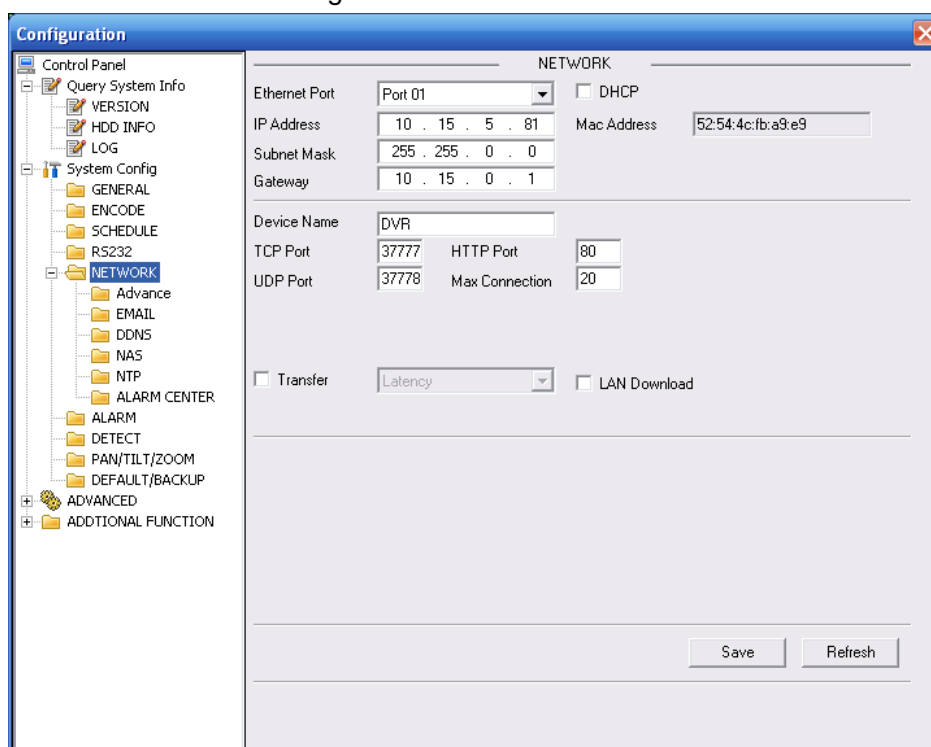 Configuration
Control Panel
Query System Info
VERSION
HDD INFO
LOG
System Config
GENERAL
ENCODE
SCHEDULE
RS232
NETWORK
Advance
EMAIL
DDNS
NAS
NTP
ALARM CENTER
ALARM
DETECT
PAN/TILT/ZOOM
DEFAULT/BACKUP
ADVANCED
ADDTIONAL FUNCTION
NETWORK
Ethernet Port Port 01 DHCP
IP Address 10 . 15 . 5 . 81 Mac Address 52:54:4c:fb:a9:e9
Subnet Mask 255 . 255 . 0 . 0
Gateway 10 . 15 . 0 . 1
Device Name DVR
TCP Port 37777 HTTP Port 80
UDP Port 37778 Max Connection 20
Transfer Latency LAN Download
Save Refresh